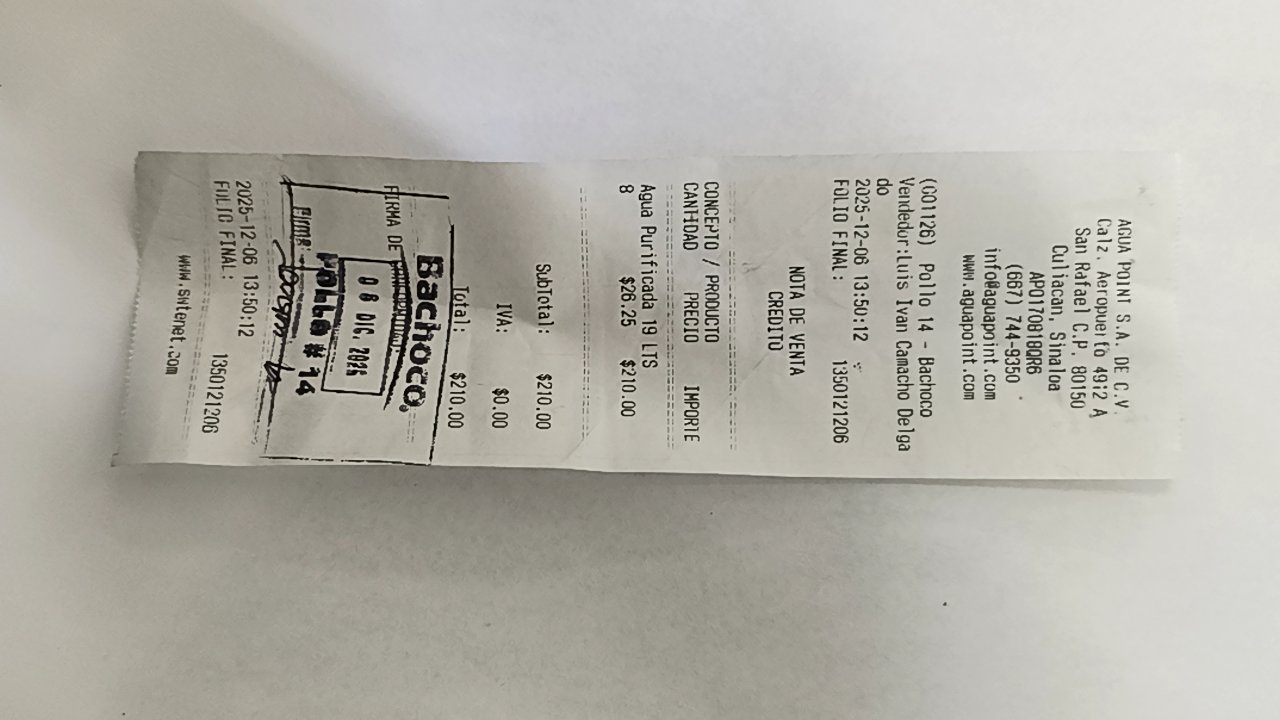 AGUA POINT S.A. DE C.V.
Calz. Aeropuerto 4912 A
San Rafael C.P. 80150
Culiacan, Sinaloa
APO170818QR6
(667) 744-9350
info@aguapoint.com
www.aguapoint.com
(C01126) Pollo 14 - Bachoco
Vendedor:Luis Ivan Camacho Delga
do
2025-12-06 13:50:12
FOLIO FINAL: 1350121206
NOTA DE VENTA
CREDITO
CONCEPTO / PRODUCTO
CANTIDAD PRECIO IMPORTE
Agua Purificada 19 LTS
8 $26.25 $210.00
SubTotal: $210.00
IVA: $0.00
Total: $210.00
Bachoco
FIRMA DE
06 DIC. 2025
POLLO # 14
Firma:
2025-12-06 13:50:12
FOLIO FINAL: 1350121206
www.swtenet.com